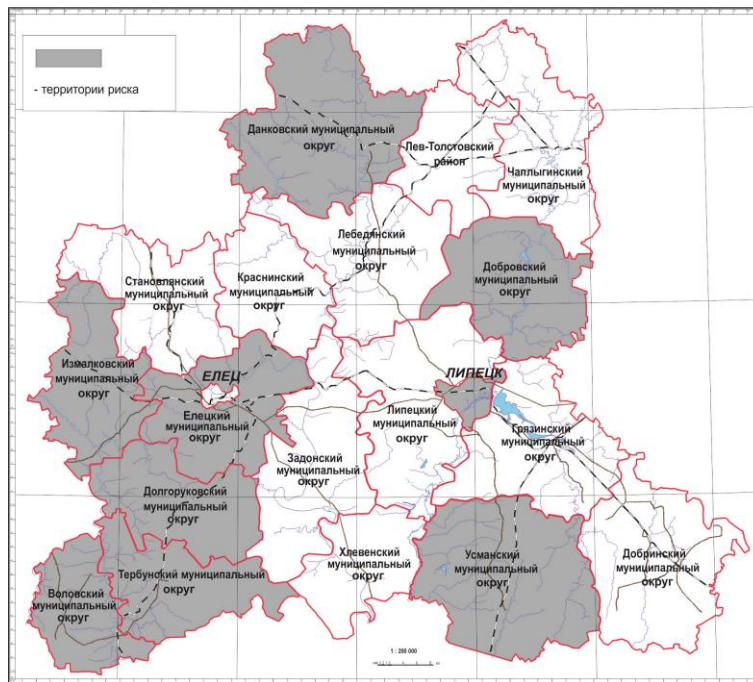 - территории риска
Данковский муниципальный
округ
Лев-Толстовский
район
Чаплыгинский
муниципальный
округ
Лебедянский
муниципальный
округ
Добровский
муниципальный
округ
Становлянский
муниципальный
округ
Краснинский
муниципальный
округ
Измалковский
муниципальный
округ
ЕЛЕЦ
Елецкий
муниципальный
округ
ЛИПЕЦК
Липецкий
муниципальный
округ
Грязинский
муниципальный
округ
Задонский
муниципальный
округ
Долгоруковский
муниципальный
округ
Хлевенский
муниципальный
округ
Усманский
муниципальный
округ
Добринский
муниципальный
округ
Тербунский муниципальный
округ
Воловский
муниципальный
округ
1 : 200 000